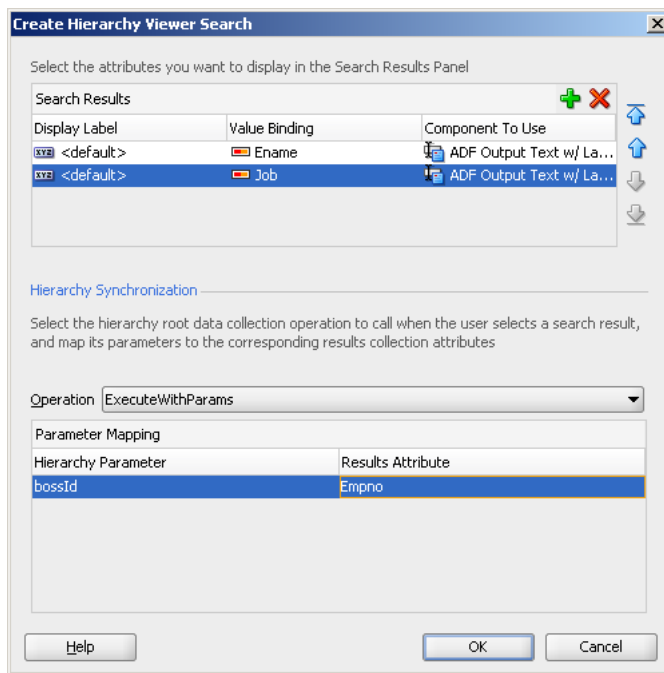 Create Hierarchy Viewer Search
Select the attributes you want to display in the Search Results Panel
Search Results
Display Label Value Binding Component To Use
XYZ <default> Ename ADF Output Text w/ La...
XYZ <default> Job ADF Output Text w/ La...
Hierarchy Synchronization
Select the hierarchy root data collection operation to call when the user selects a search result,
and map its parameters to the corresponding results collection attributes
Operation ExecuteWithParams
Parameter Mapping
Hierarchy Parameter Results Attribute
bossId Empno
Help OK Cancel